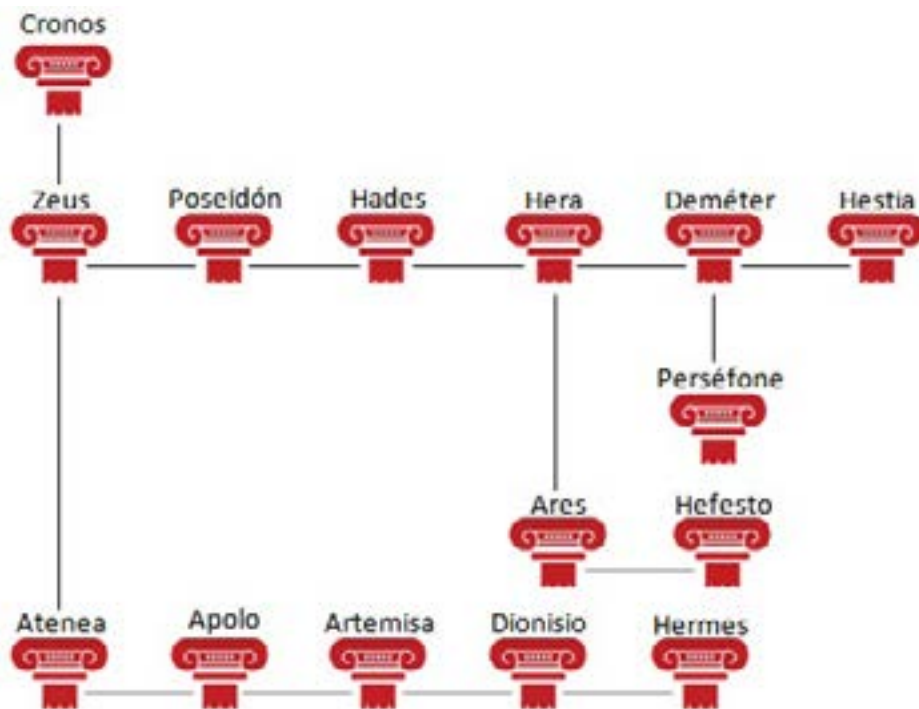 Cronos
Zeus Poseidón Hades Hera Deméter Hestia
Perséfone
Ares Hefesto
Atenea Apolo Artemisa Dionisio Hermes